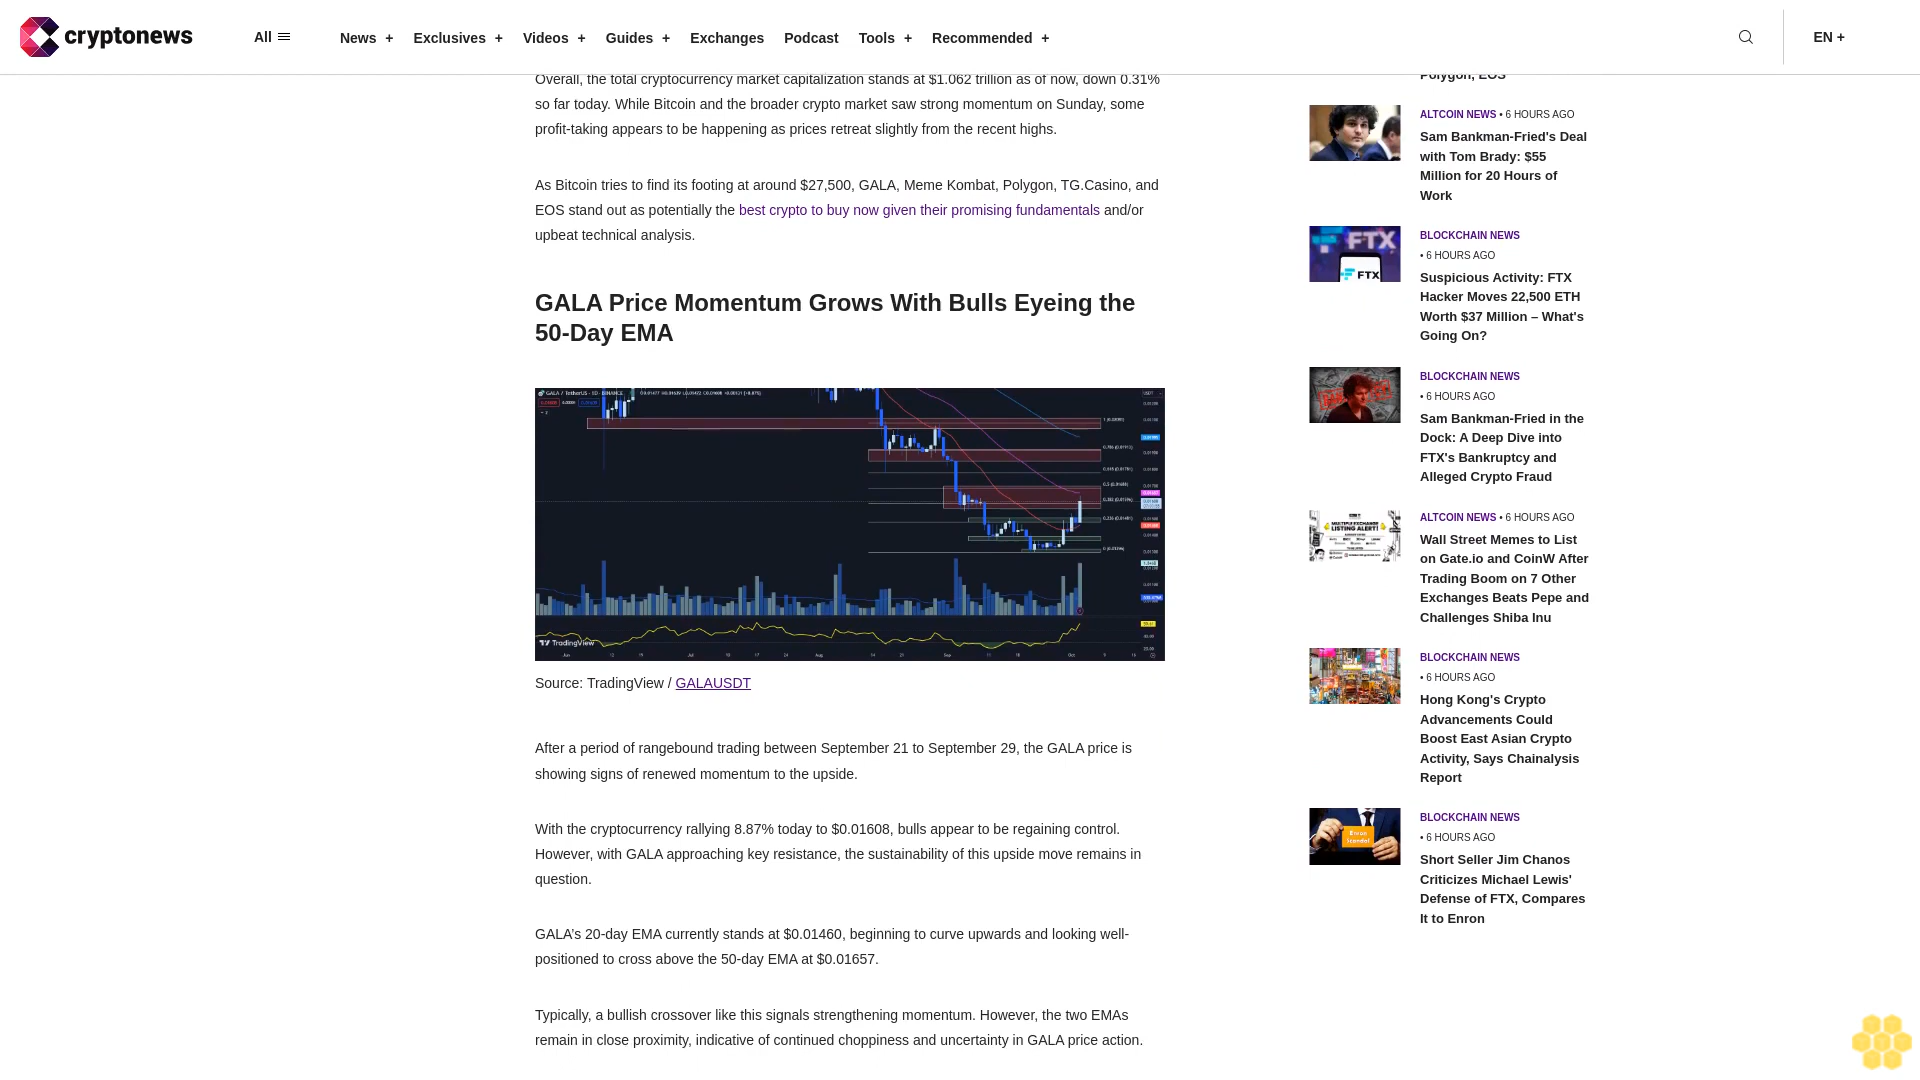 cryptonews
All
News + Exclusives + Videos + Guides + Exchanges Podcast Tools + Recommended +
EN +
Overall, the total cryptocurrency market capitalization stands at $1.062 trillion as of now, down 0.31%
so far today. While Bitcoin and the broader crypto market saw strong momentum on Sunday, some
profit-taking appears to be happening as prices retreat slightly from the recent highs.
As Bitcoin tries to find its footing at around $27,500, GALA, Meme Kombat, Polygon, TG.Casino, and
EOS stand out as potentially the best crypto to buy now given their promising fundamentals and/or
upbeat technical analysis.
GALA Price Momentum Grows With Bulls Eyeing the
50-Day EMA
GALA / TetherUS · 1D · BINANCE
TradingView
Source: TradingView / GALAUSDT
After a period of rangebound trading between September 21 to September 29, the GALA price is
showing signs of renewed momentum to the upside.
With the cryptocurrency rallying 8.87% today to $0.01608, bulls appear to be regaining control.
However, with GALA approaching key resistance, the sustainability of this upside move remains in
question.
GALA's 20-day EMA currently stands at $0.01460, beginning to curve upwards and looking well-
positioned to cross above the 50-day EMA at $0.01657.
Typically, a bullish crossover like this signals strengthening momentum. However, the two EMAs
remain in close proximity, indicative of continued choppiness and uncertainty in GALA price action.
Polygon, EOS
ALTCOIN NEWS • 6 HOURS AGO
Sam Bankman-Fried's Deal
with Tom Brady: $55
Million for 20 Hours of
Work
FTX
FTX
BLOCKCHAIN NEWS
• 6 HOURS AGO
Suspicious Activity: FTX
Hacker Moves 22,500 ETH
Worth $37 Million – What's
Going On?
BLOCKCHAIN NEWS
• 6 HOURS AGO
Sam Bankman-Fried in the
Dock: A Deep Dive into
FTX's Bankruptcy and
Alleged Crypto Fraud
MULTIPLE EXCHANGE
LISTING ALERT!
ALTCOIN NEWS • 6 HOURS AGO
Wall Street Memes to List
on Gate.io and CoinW After
Trading Boom on 7 Other
Exchanges Beats Pepe and
Challenges Shiba Inu
BLOCKCHAIN NEWS
• 6 HOURS AGO
Hong Kong's Crypto
Advancements Could
Boost East Asian Crypto
Activity, Says Chainalysis
Report
Enron
Scandal
BLOCKCHAIN NEWS
• 6 HOURS AGO
Short Seller Jim Chanos
Criticizes Michael Lewis'
Defense of FTX, Compares
It to Enron